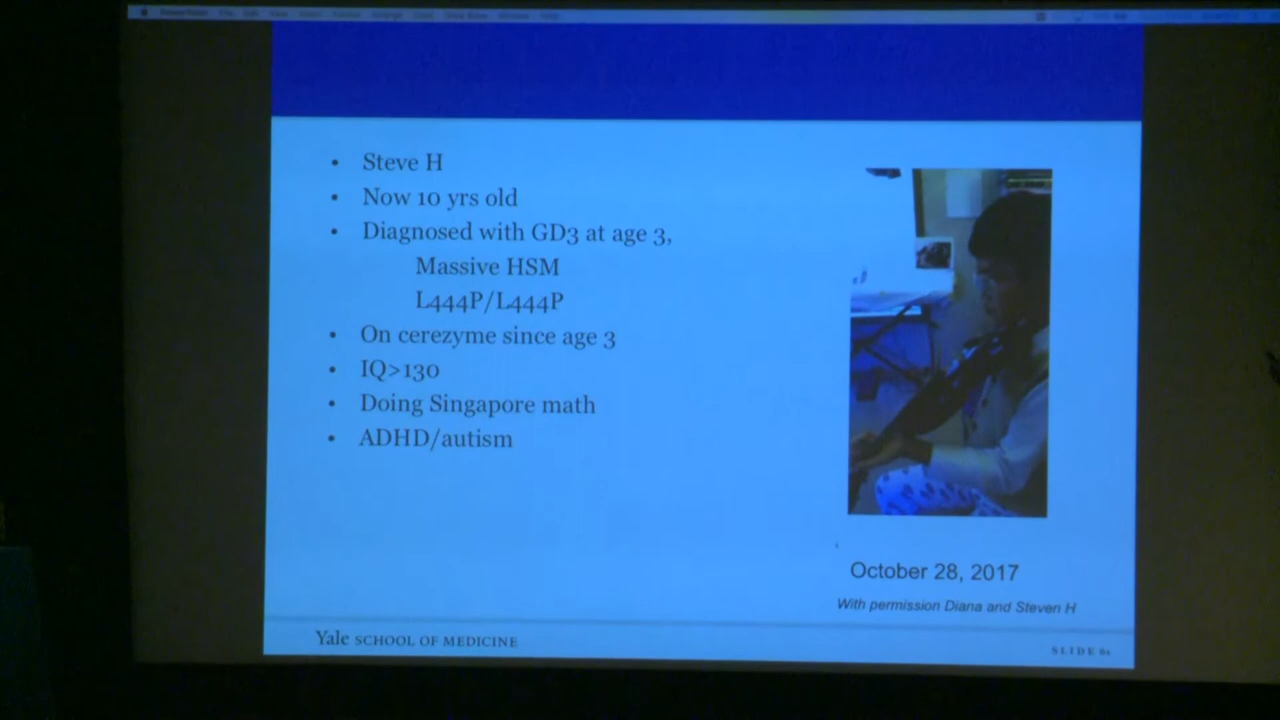 • Steve H
• Now 10 yrs old
• Diagnosed with GD3 at age 3,
Massive HSM
L444P/L444P
• On cerezyme since age 3
• IQ>130
• Doing Singapore math
• ADHD/autism
October 28, 2017
With permission Diana and Steven H
Yale SCHOOL OF MEDICINE
SLIDE